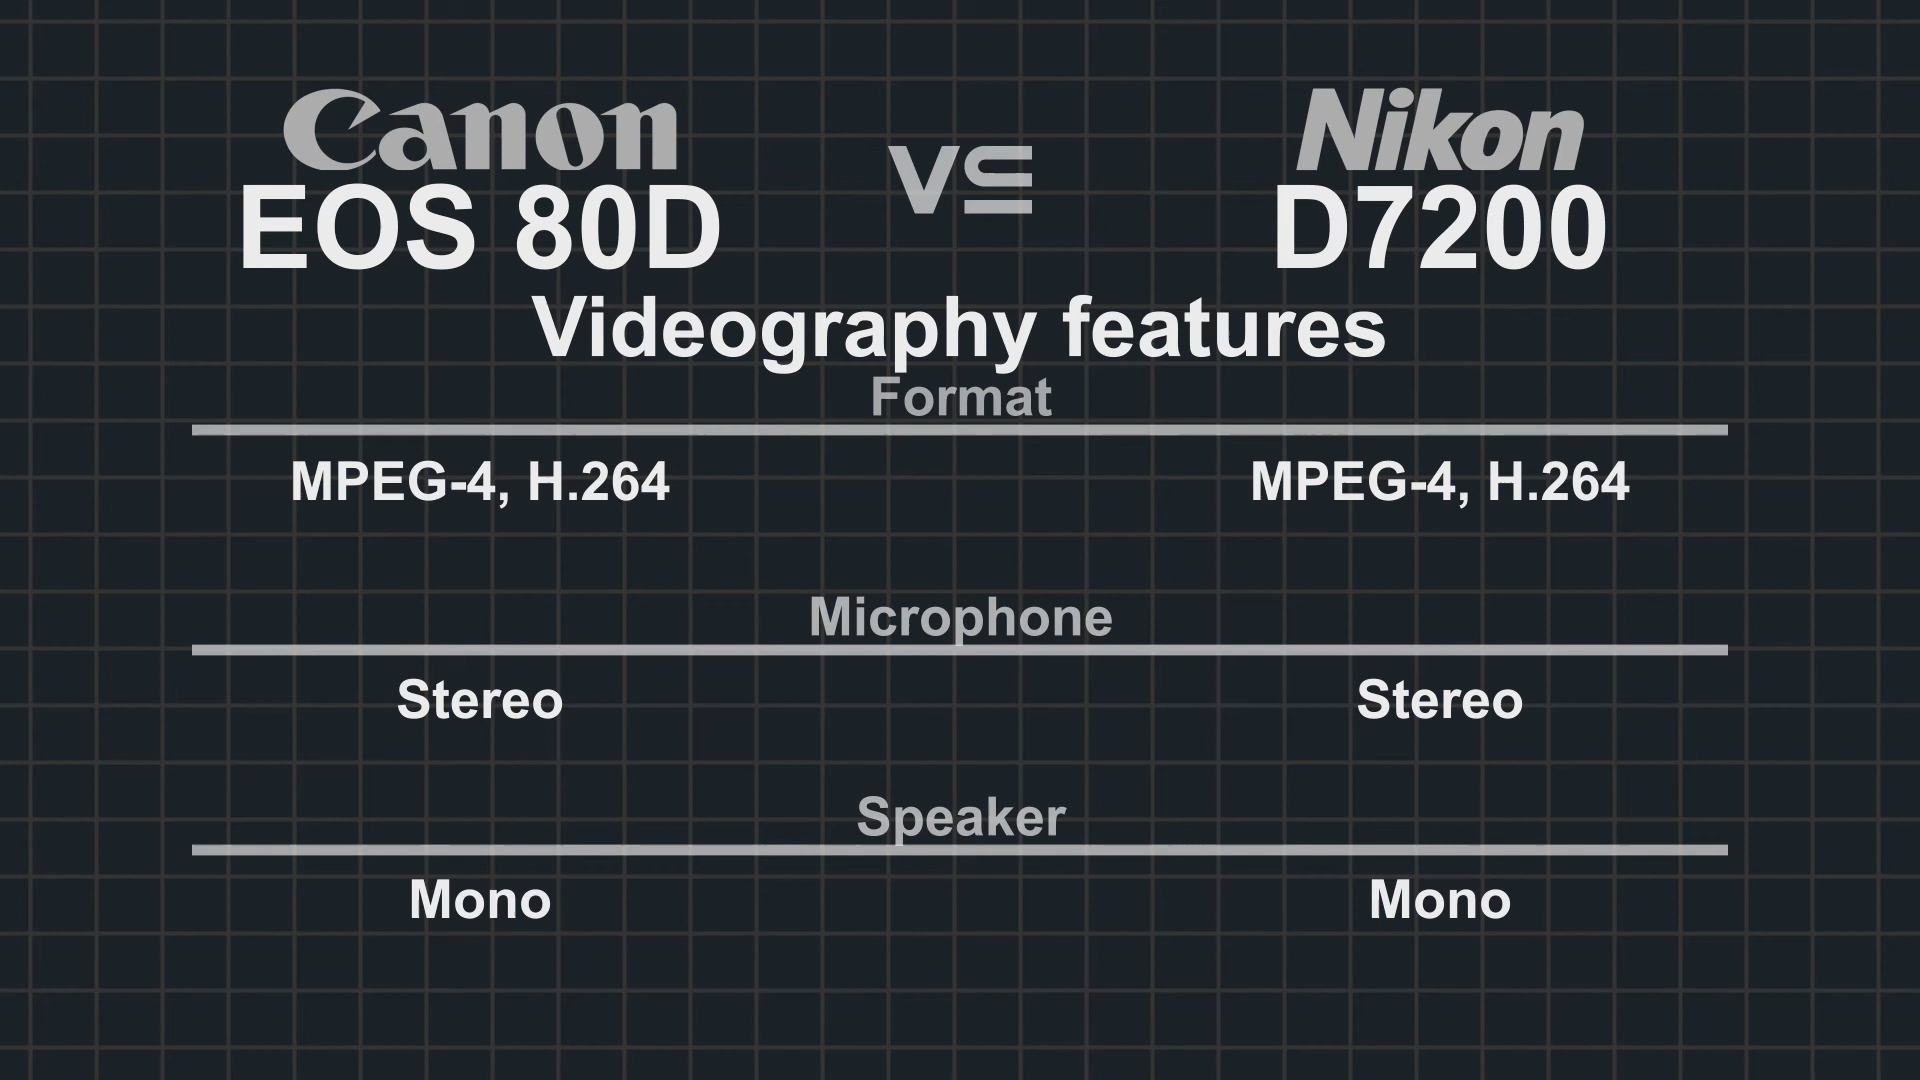 Canon VS Nikon
EOS 80D D7200
Videography features
Format
MPEG-4, H.264 MPEG-4, H.264
Microphone
Stereo Stereo
Speaker
Mono Mono